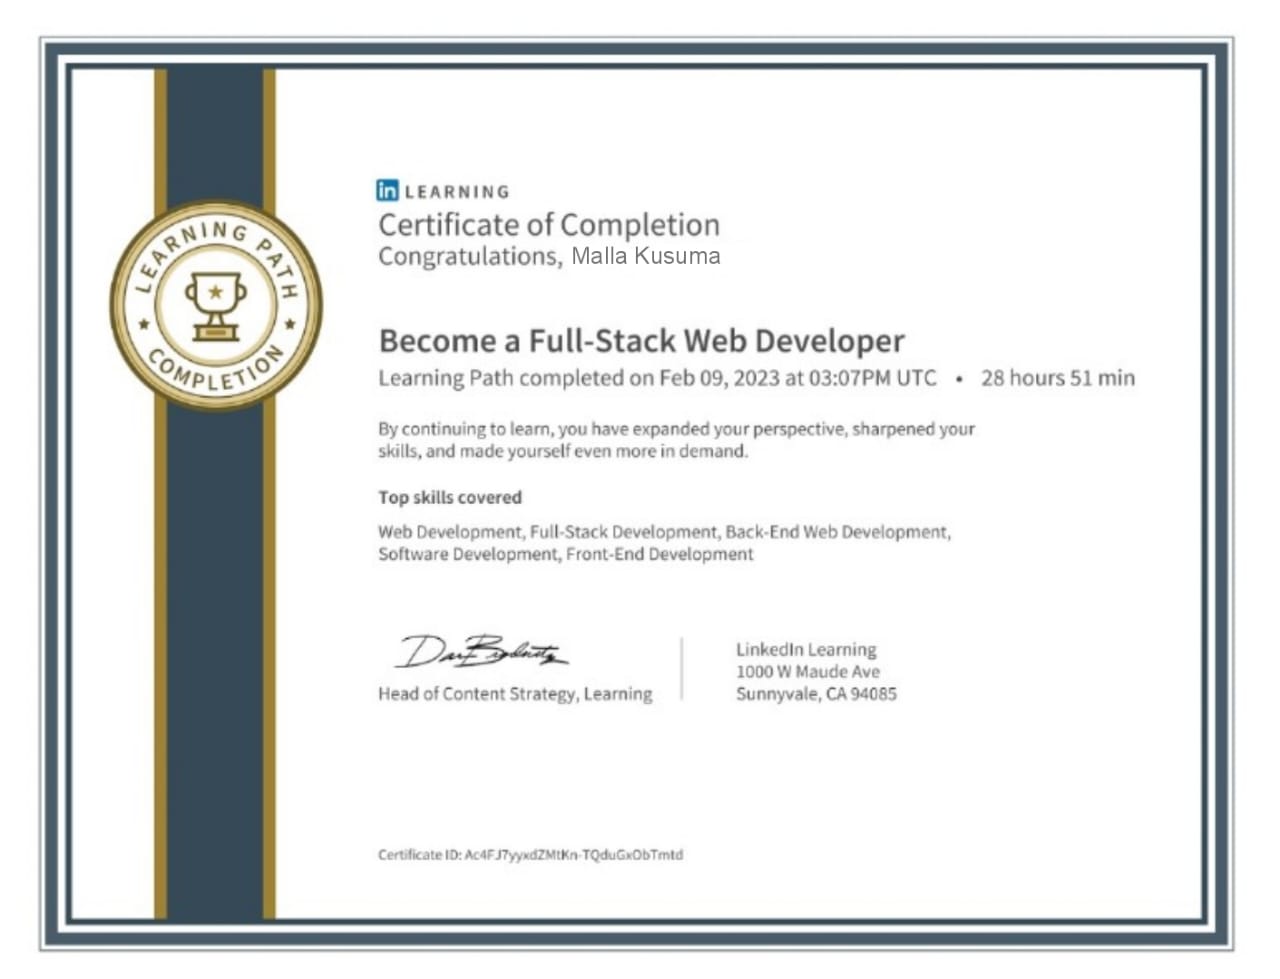 LEARNING PATH
COMPLETION
in LEARNING
Certificate of Completion
Congratulations, Malla Kusuma
Become a Full-Stack Web Developer
Learning Path completed on Feb 09, 2023 at 03:07PM UTC • 28 hours 51 min
By continuing to learn, you have expanded your perspective, sharpened your
skills, and made yourself even more in demand.
Top skills covered
Web Development, Full-Stack Development, Back-End Web Development,
Software Development, Front-End Development
Head of Content Strategy, Learning
LinkedIn Learning
1000 W Maude Ave
Sunnyvale, CA 94085
Certificate ID: Ac4FJ7yyxdZMtKn-TQduGxObTmtd